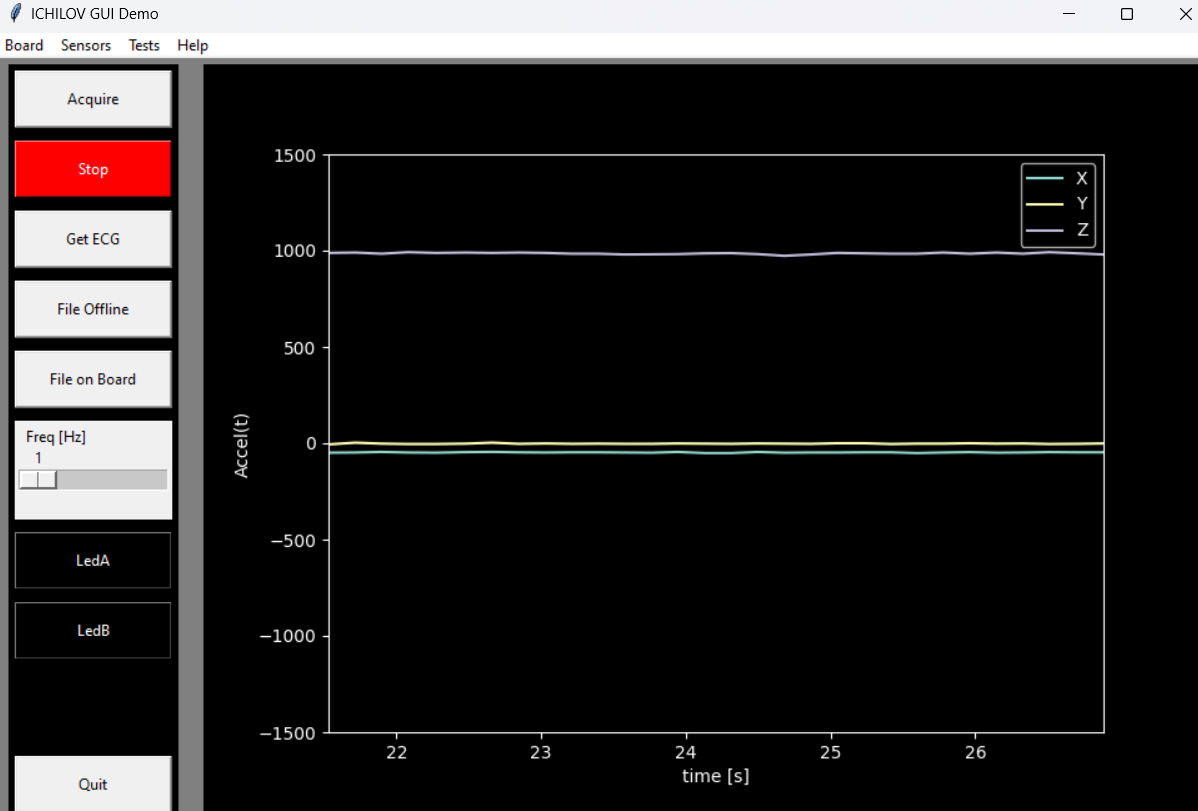 ICHILOV GUI Demo
Board Sensors Tests Help
Acquire
Stop
Get ECG
File Offline
File on Board
Freq [Hz]
1
LedA
LedB
Quit
1500
1000
500
0
−500
−1000
−1500
Accel(t)
X
Y
Z
22 23 24 25 26
time [s]